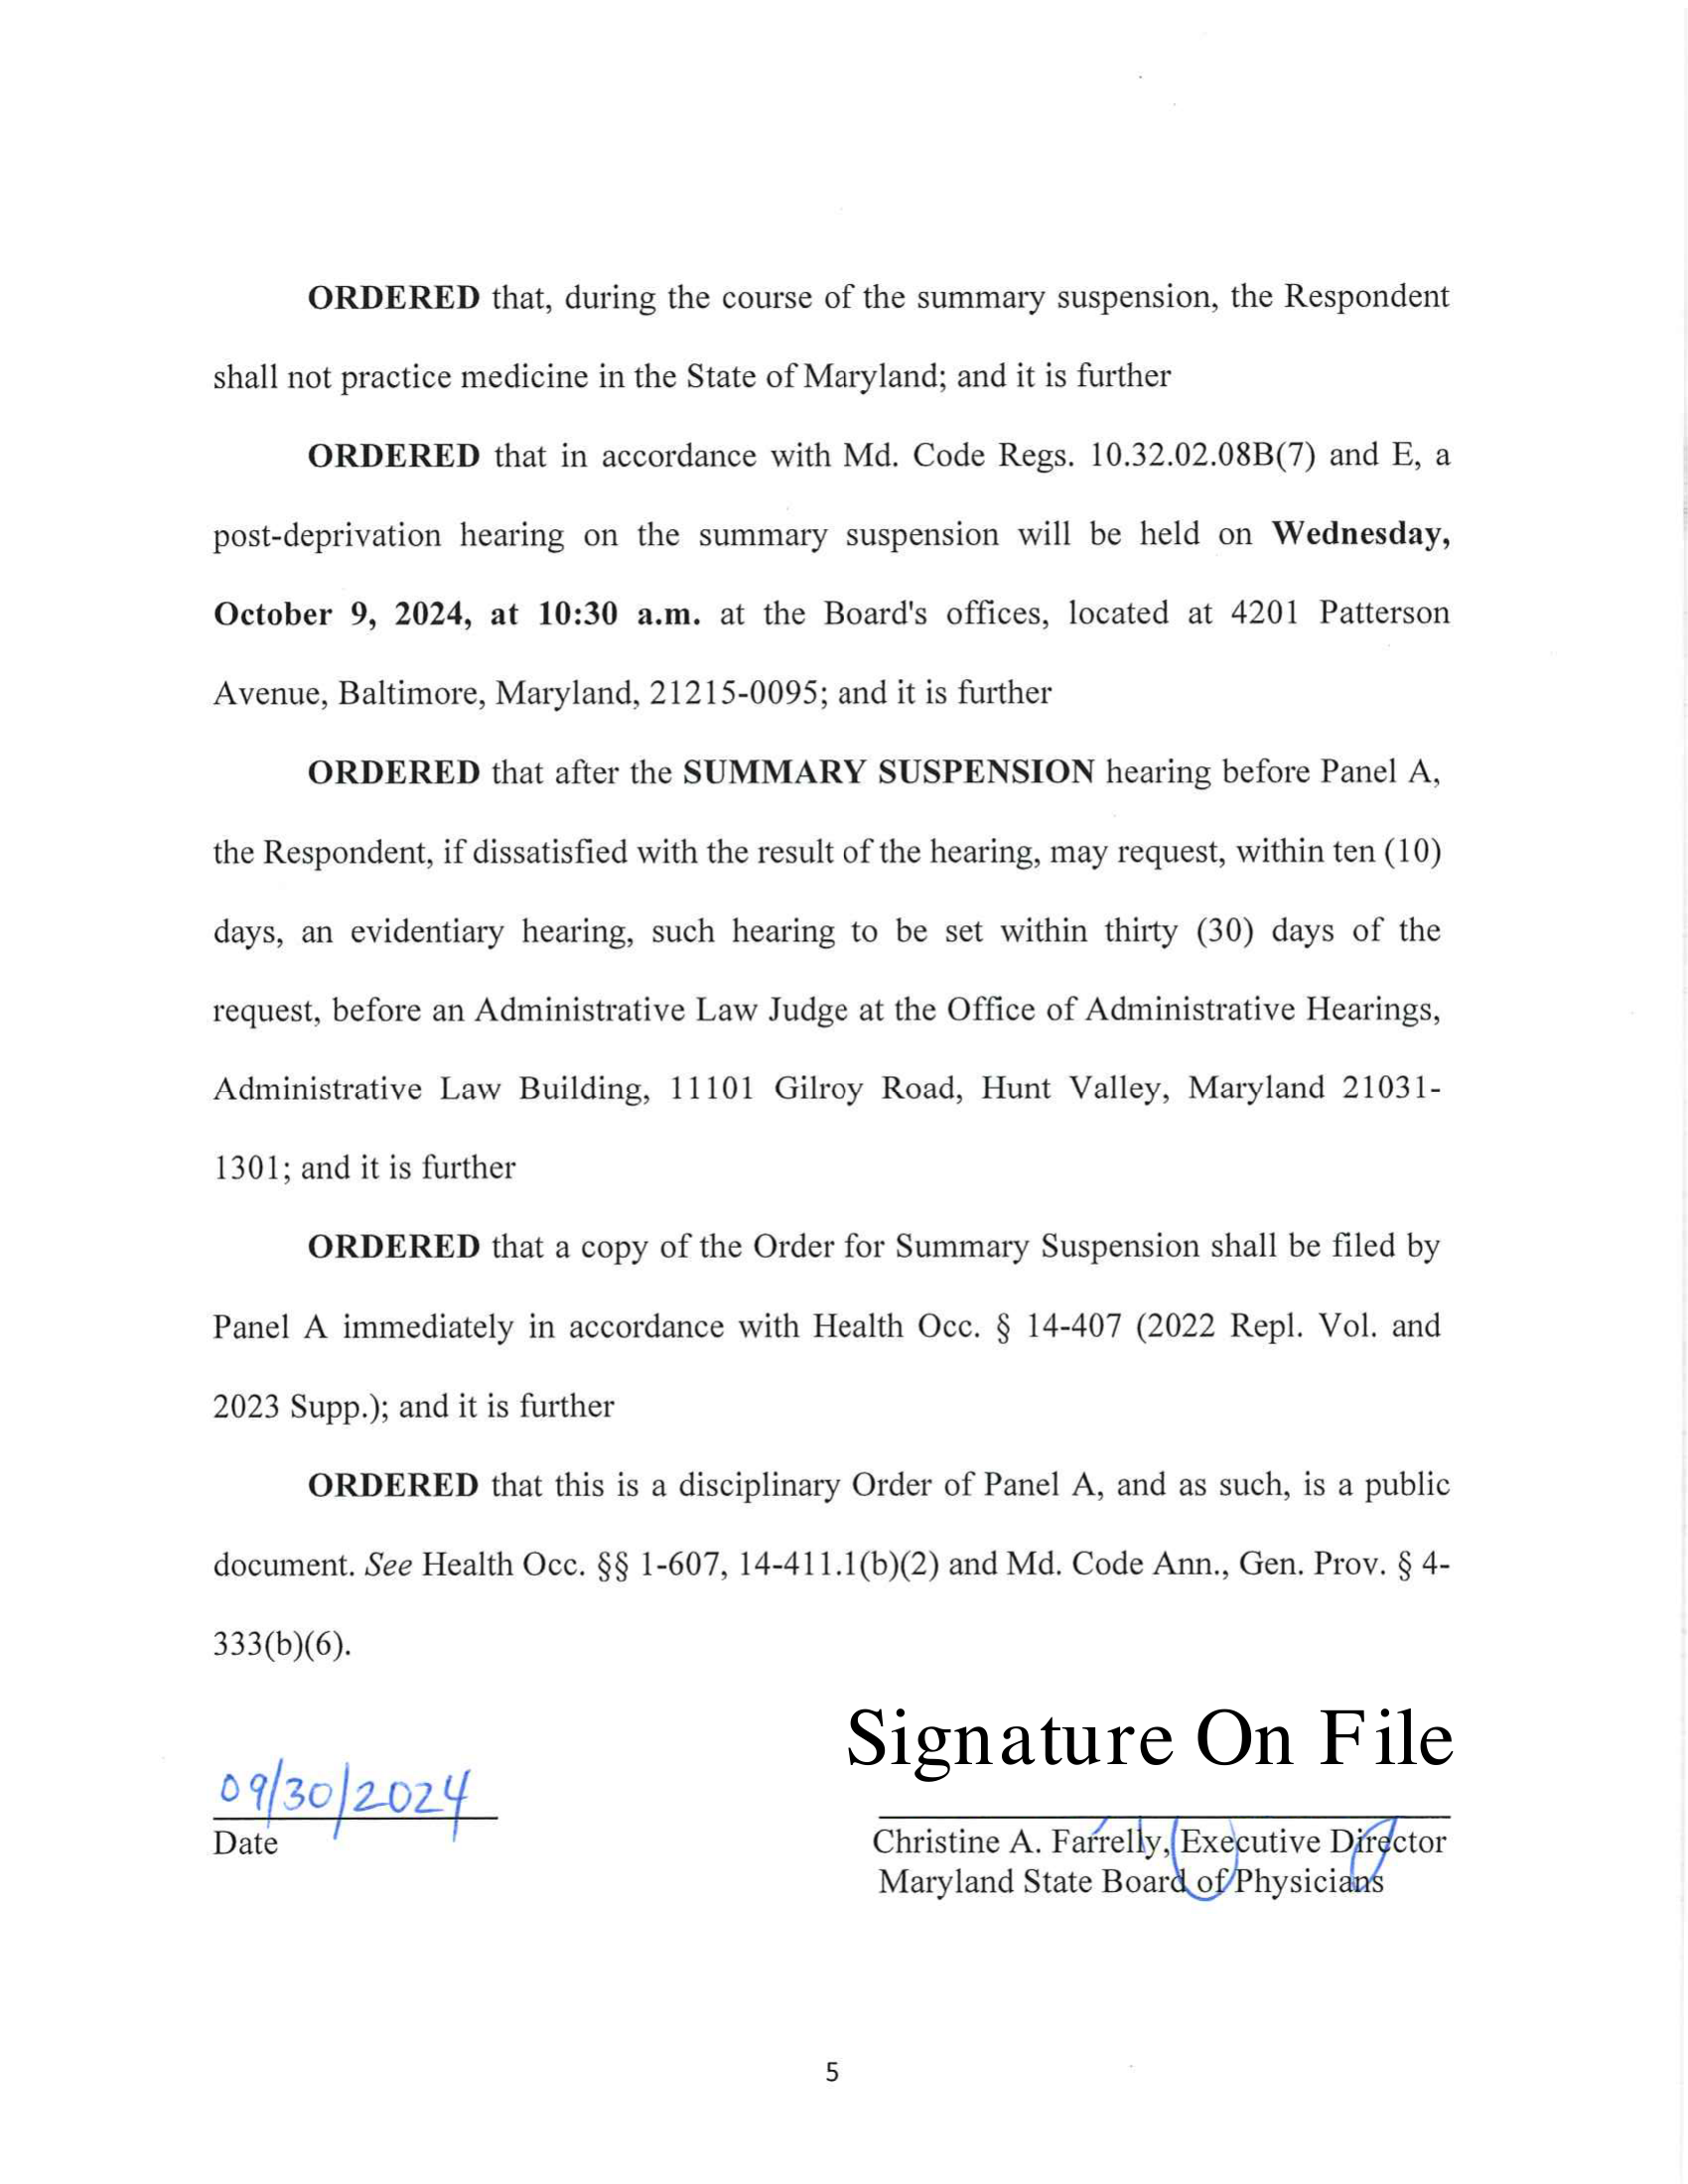 ORDERED that, during the course of the summary suspension, the Respondent
shall not practice medicine in the State of Maryland; and it is further
ORDERED that in accordance with Md. Code Regs. 10.32.02.08B(7) and E, a
post-deprivation hearing on the summary suspension will be held on Wednesday,
October 9, 2024, at 10:30 a.m. at the Board's offices, located at 4201 Patterson
Avenue, Baltimore, Maryland, 21215-0095; and it is further
ORDERED that after the SUMMARY SUSPENSION hearing before Panel A,
the Respondent, if dissatisfied with the result of the hearing, may request, within ten (10)
days, an evidentiary hearing, such hearing to be set within thirty (30) days of the
request, before an Administrative Law Judge at the Office of Administrative Hearings,
Administrative Law Building, 11101 Gilroy Road, Hunt Valley, Maryland 21031-
1301; and it is further
ORDERED that a copy of the Order for Summary Suspension shall be filed by
Panel A immediately in accordance with Health Occ. § 14-407 (2022 Repl. Vol. and
2023 Supp.); and it is further
ORDERED that this is a disciplinary Order of Panel A, and as such, is a public
document. See Health Occ. §§ 1-607, 14-411.1(b)(2) and Md. Code Ann., Gen. Prov. § 4-
333(b)(6).
Signature On File
09/30/2024
Date
Christine A. Farrelly, Executive Director
Maryland State Board of Physicians
5